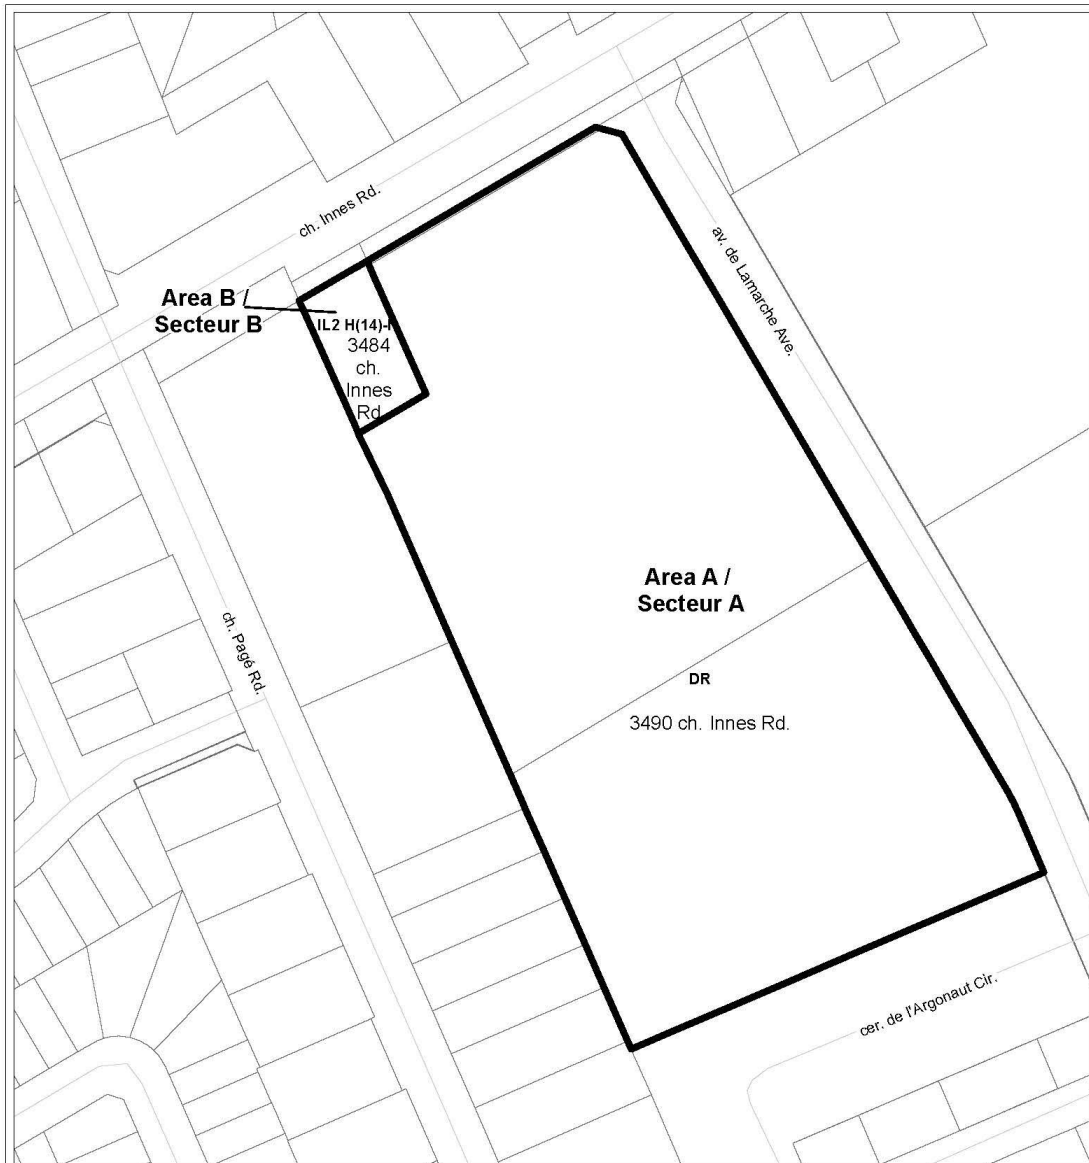 ch. Innes Rd.
av. de Lamarche Ave.
Area B /
Secteur B
IL2 H(14)-
3484
ch.
Innes
Rd.
Area A /
Secteur A
ch. Pagé Rd.
DR
3490 ch. Innes Rd.
cer. de l'Argonaut Cir.